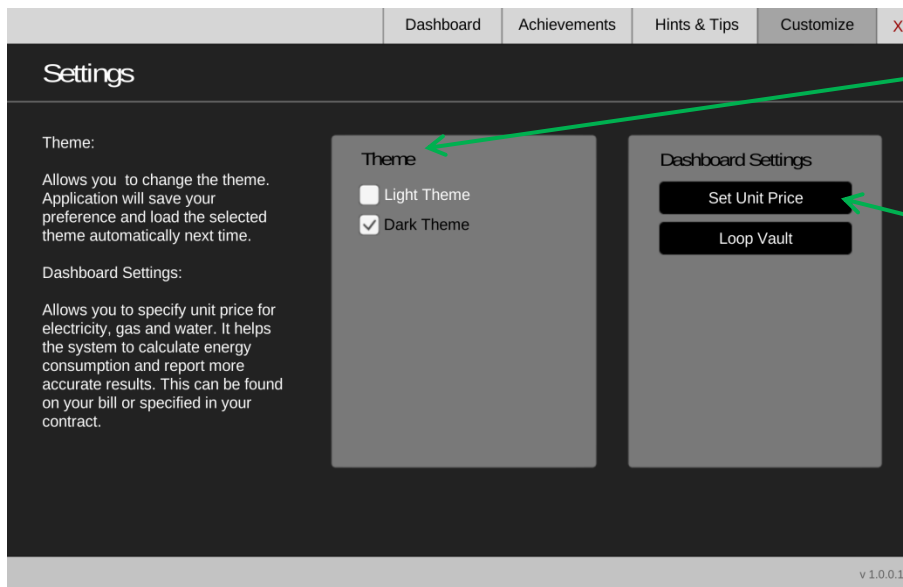 Dashboard Achievements Hints & Tips Customize X
Settings
Theme:
Allows you to change the theme.
Application will save your
preference and load the selected
theme automatically next time.
Dashboard Settings:
Allows you to specify unit price for
electricity, gas and water. It helps
the system to calculate energy
consumption and report more
accurate results. This can be found
on your bill or specified in your
contract.
Theme
Light Theme
Dark Theme
Dashboard Settings
Set Unit Price
Loop Vault
v 1.0.0.1